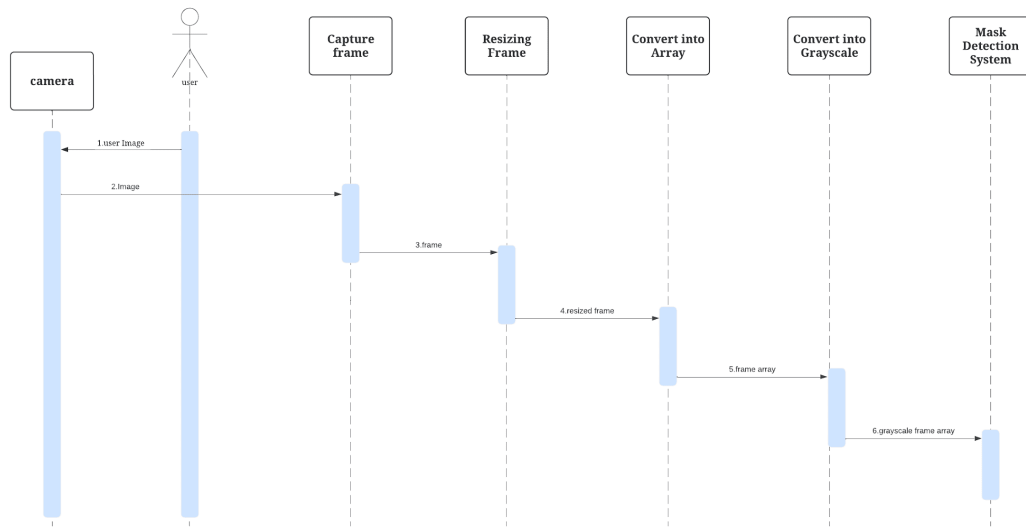 Capture
frame
Resizing
Frame
Convert into
Array
Convert into
Grayscale
Mask
Detection
System
camera
user
1.user Image
2.Image
3.frame
4.resized frame
5.frame array
6.grayscale frame array